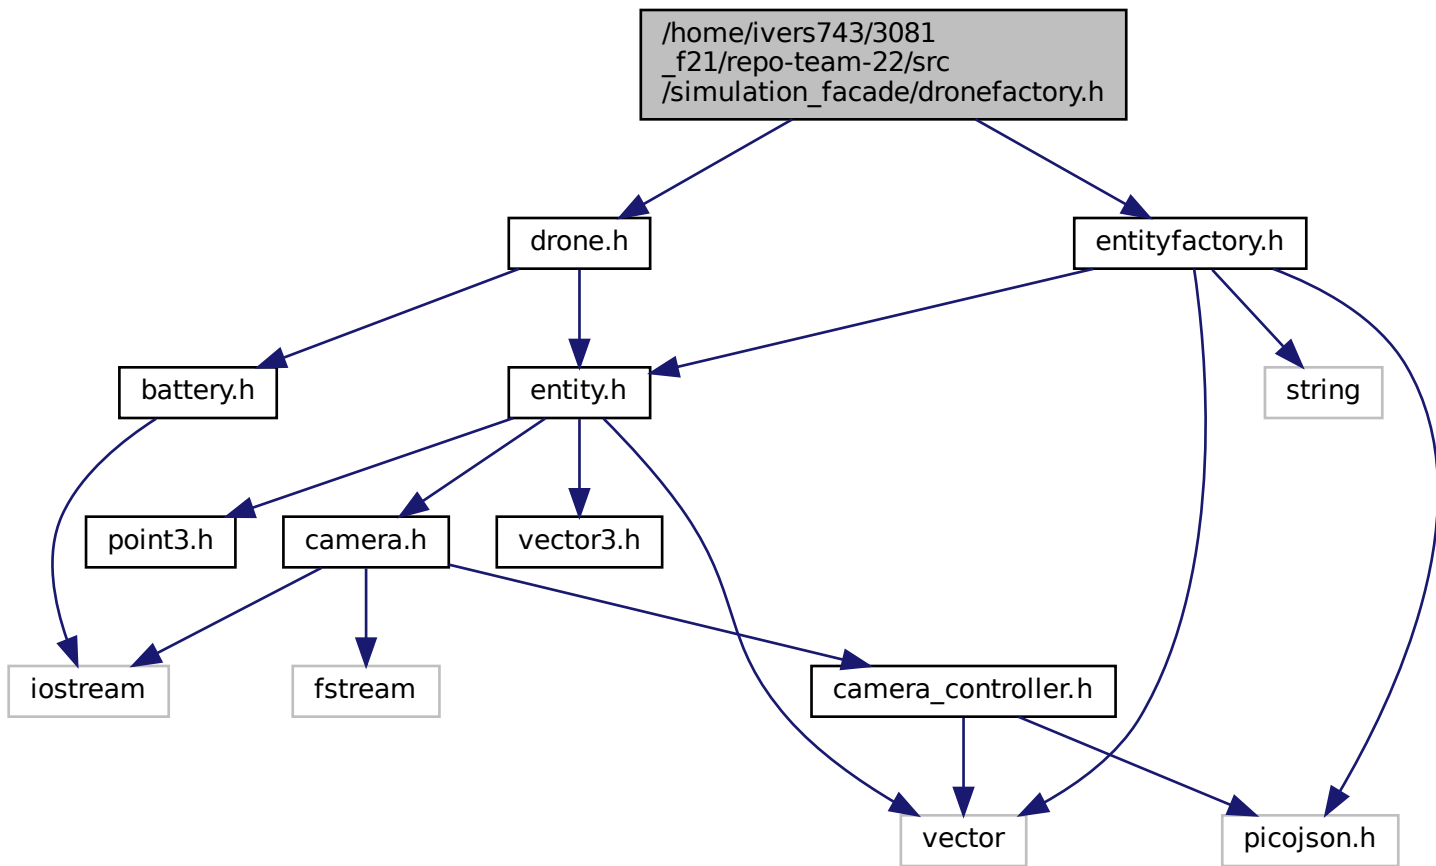 /home/ivers743/3081
_f21/repo-team-22/src
/simulation_facade/dronefactory.h
drone.h
entityfactory.h
battery.h
entity.h
string
point3.h
camera.h
vector3.h
iostream
fstream
camera_controller.h
vector
picojson.h